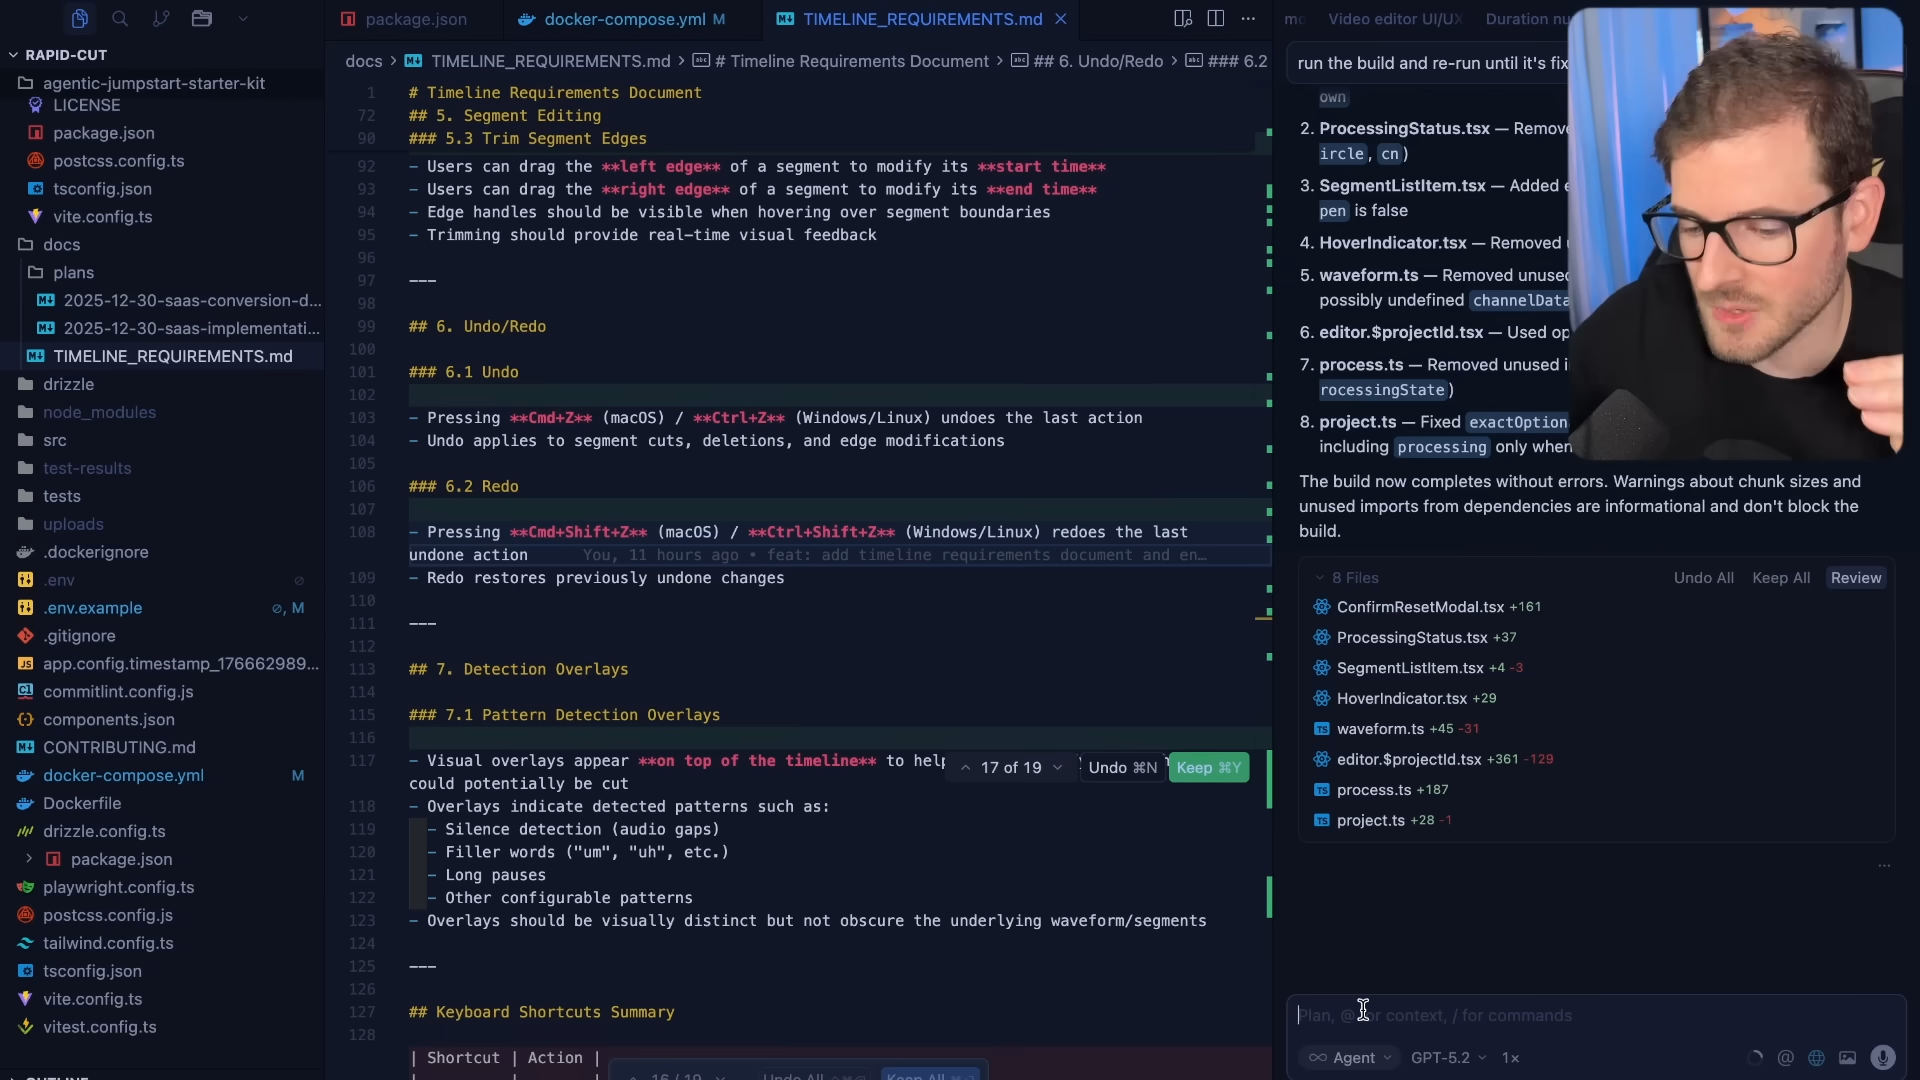 RAPID-CUT
agentic-jumpstart-starter-kit
LICENSE
package.json
postcss.config.ts
tsconfig.json
vite.config.ts
docs
plans
2025-12-30-saas-conversion-d...
2025-12-30-saas-implementati...
TIMELINE_REQUIREMENTS.md
drizzle
node_modules
src
test-results
tests
uploads
.dockerignore
.env
.env.example M
.gitignore
app.config.timestamp_176662989...
commitlint.config.js
components.json
CONTRIBUTING.md
docker-compose.yml M
Dockerfile
drizzle.config.ts
package.json
playwright.config.ts
postcss.config.js
tailwind.config.ts
tsconfig.json
vite.config.ts
vitest.config.ts
package.json
docker-compose.yml M
TIMELINE_REQUIREMENTS.md
docs > TIMELINE_REQUIREMENTS.md > # Timeline Requirements Document > ## 6. Undo/Redo > ### 6.2
1 # Timeline Requirements Document
72 ## 5. Segment Editing
90 ### 5.3 Trim Segment Edges
92 - Users can drag the **left edge** of a segment to modify its **start time**
93 - Users can drag the **right edge** of a segment to modify its **end time**
94 - Edge handles should be visible when hovering over segment boundaries
95 - Trimming should provide real-time visual feedback
96
97 ---
98
99 ## 6. Undo/Redo
100
101 ### 6.1 Undo
102
103 - Pressing **Cmd+Z** (macOS) / **Ctrl+Z** (Windows/Linux) undoes the last action
104 - Undo applies to segment cuts, deletions, and edge modifications
105
106 ### 6.2 Redo
107
108 - Pressing **Cmd+Shift+Z** (macOS) / **Ctrl+Shift+Z** (Windows/Linux) redoes the last
undone action You, 11 hours ago • feat: add timeline requirements document and en…
109 - Redo restores previously undone changes
110
111 ---
112
113 ## 7. Detection Overlays
114
115 ### 7.1 Pattern Detection Overlays
116
117 - Visual overlays appear **on top of the timeline** to help
could potentially be cut
17 of 19 Undo ⌘N Keep ⌘Y
118 - Overlays indicate detected patterns such as:
119 - Silence detection (audio gaps)
120 - Filler words ("um", "uh", etc.)
121 - Long pauses
122 - Other configurable patterns
123 - Overlays should be visually distinct but not obscure the underlying waveform/segments
124
125 ---
126
127 ## Keyboard Shortcuts Summary
128
| Shortcut | Action |
Video editor UI/UX
Duration nu
run the build and re-run until it's fix
own
2. ProcessingStatus.tsx — Remove
ircle, cn)
3. SegmentListItem.tsx — Added e
pen is false
4. HoverIndicator.tsx — Removed
5. waveform.ts — Removed unused
possibly undefined channelData
6. editor.$projectId.tsx — Used op
7. process.ts — Removed unused i
rocessingState)
8. project.ts — Fixed exactOption
including processing only when
The build now completes without errors. Warnings about chunk sizes and
unused imports from dependencies are informational and don't block the
build.
8 Files Undo All Keep All Review
ConfirmResetModal.tsx +161
ProcessingStatus.tsx +37
SegmentListItem.tsx +4 -3
HoverIndicator.tsx +29
waveform.ts +45 -31
editor.$projectId.tsx +361 -129
process.ts +187
project.ts +28 -1
Plan, @ for context, / for commands
Agent GPT-5.2 1×